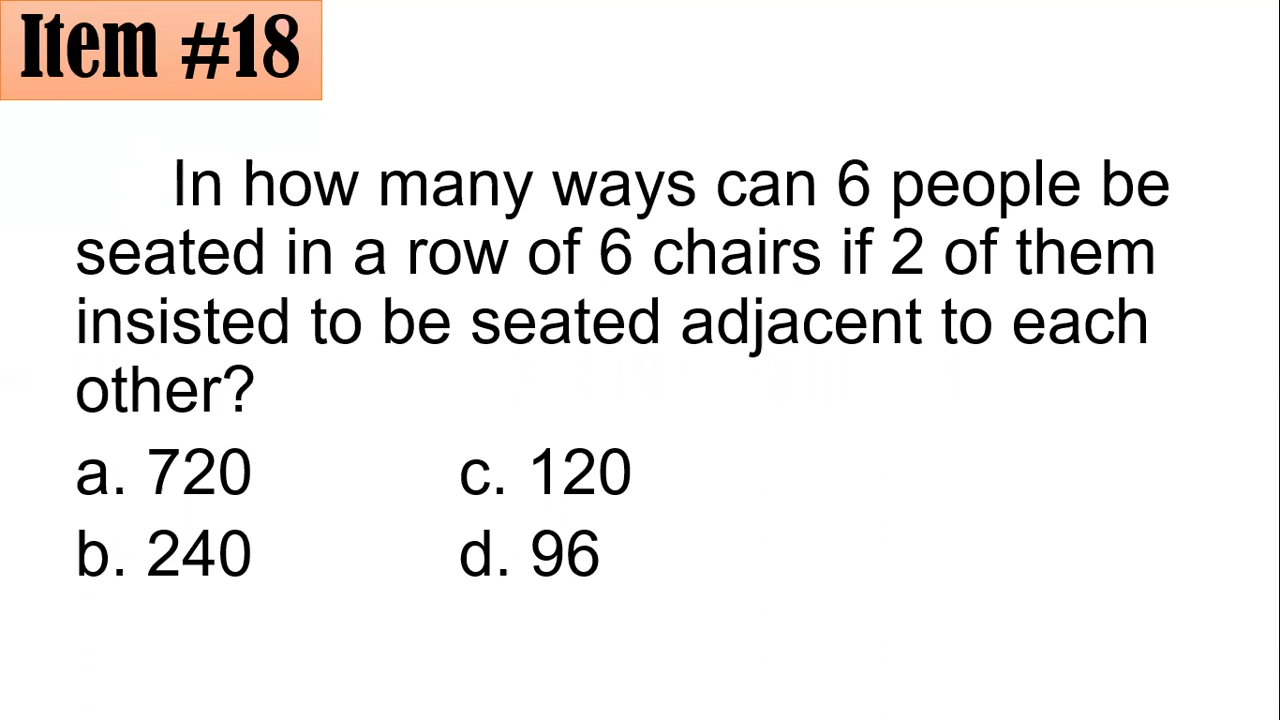 Item #18
In how many ways can 6 people be
seated in a row of 6 chairs if 2 of them
insisted to be seated adjacent to each
other?
a. 720 c. 120
b. 240 d. 96